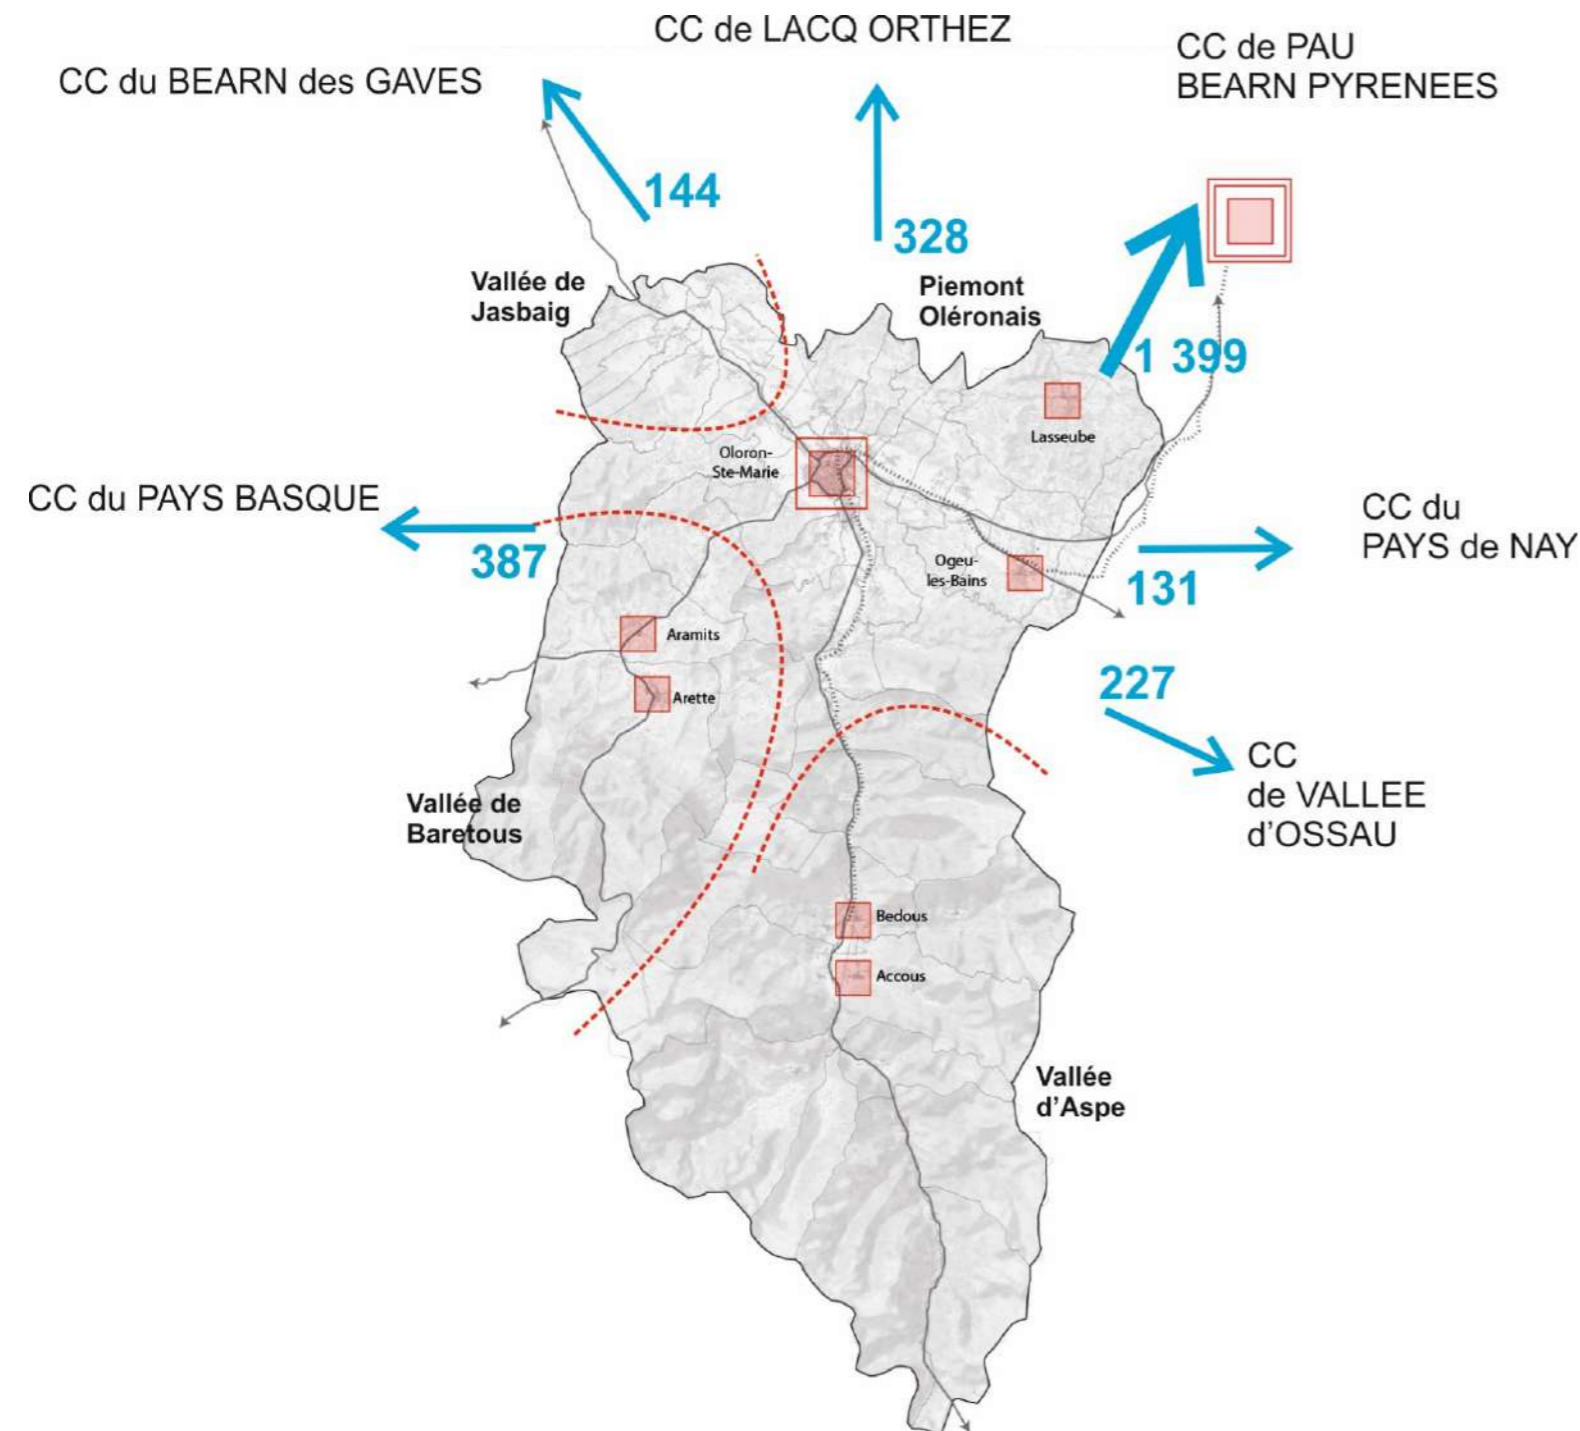 CC de LACQ ORTHEZ
CC de PAU
BEARN PYRENEES
CC du BEARN des GAVES
144
328
Vallée de
Jasbaig
Piemont
Oléronais
1 399
Lasseube
Oloron-
Ste-Marie
CC du PAYS BASQUE
387
CC du
PAYS de NAY
131
Ogeu-
les-Bains
Aramits
Arette
227
CC
de VALLEE
d'OSSAU
Vallée de
Baretous
Bedous
Accous
Vallée
d'Aspe